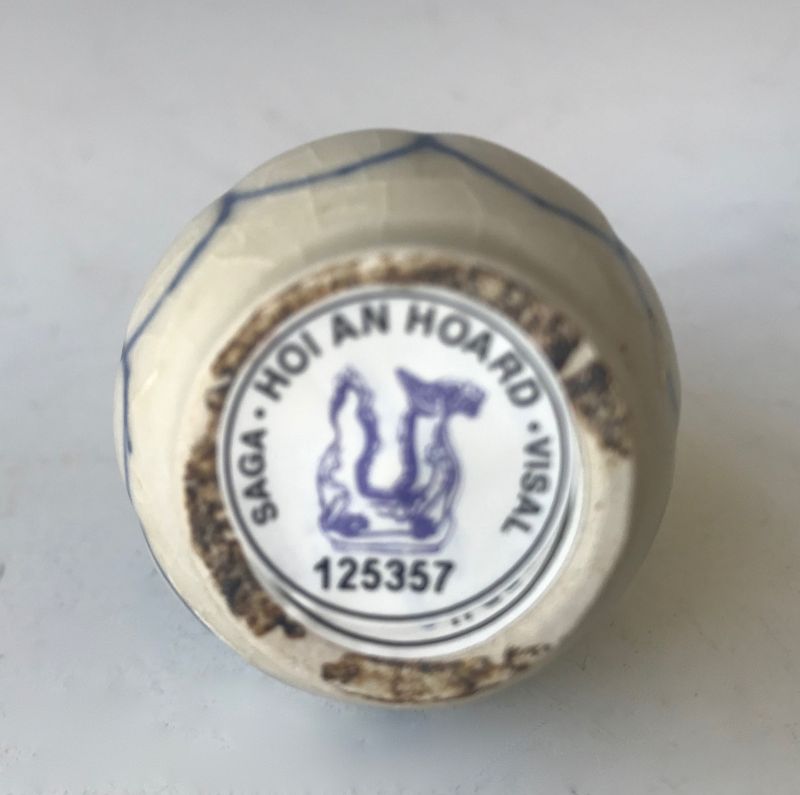 SAGA • HOI AN HOARD • VISAL
125357